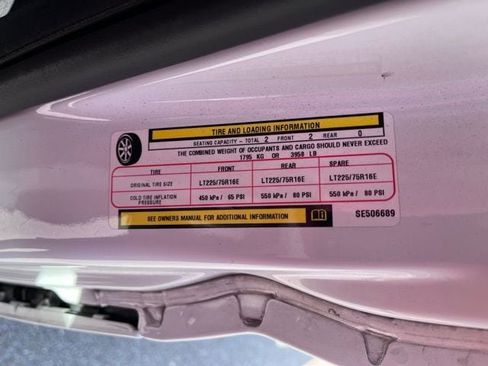 TIRE AND LOADING INFORMATION
SEATING CAPACITY - TOTAL 2 FRONT 2 REAR 0
THE COMBINED WEIGHT OF OCCUPANTS AND CARGO SHOULD NEVER EXCEED
1795 KG OR 3958 LB
TIRE FRONT REAR SPARE
ORIGINAL TIRE SIZE LT225/75R16E LT225/75R16E LT225/75R16E
COLD TIRE INFLATION PRESSURE 450 kPa/ 65 PSI 550 kPa/ 80 PSI 550 kPa/ 80 PSI
SEE OWNERS MANUAL FOR ADDITIONAL INFORMATION
SE506689